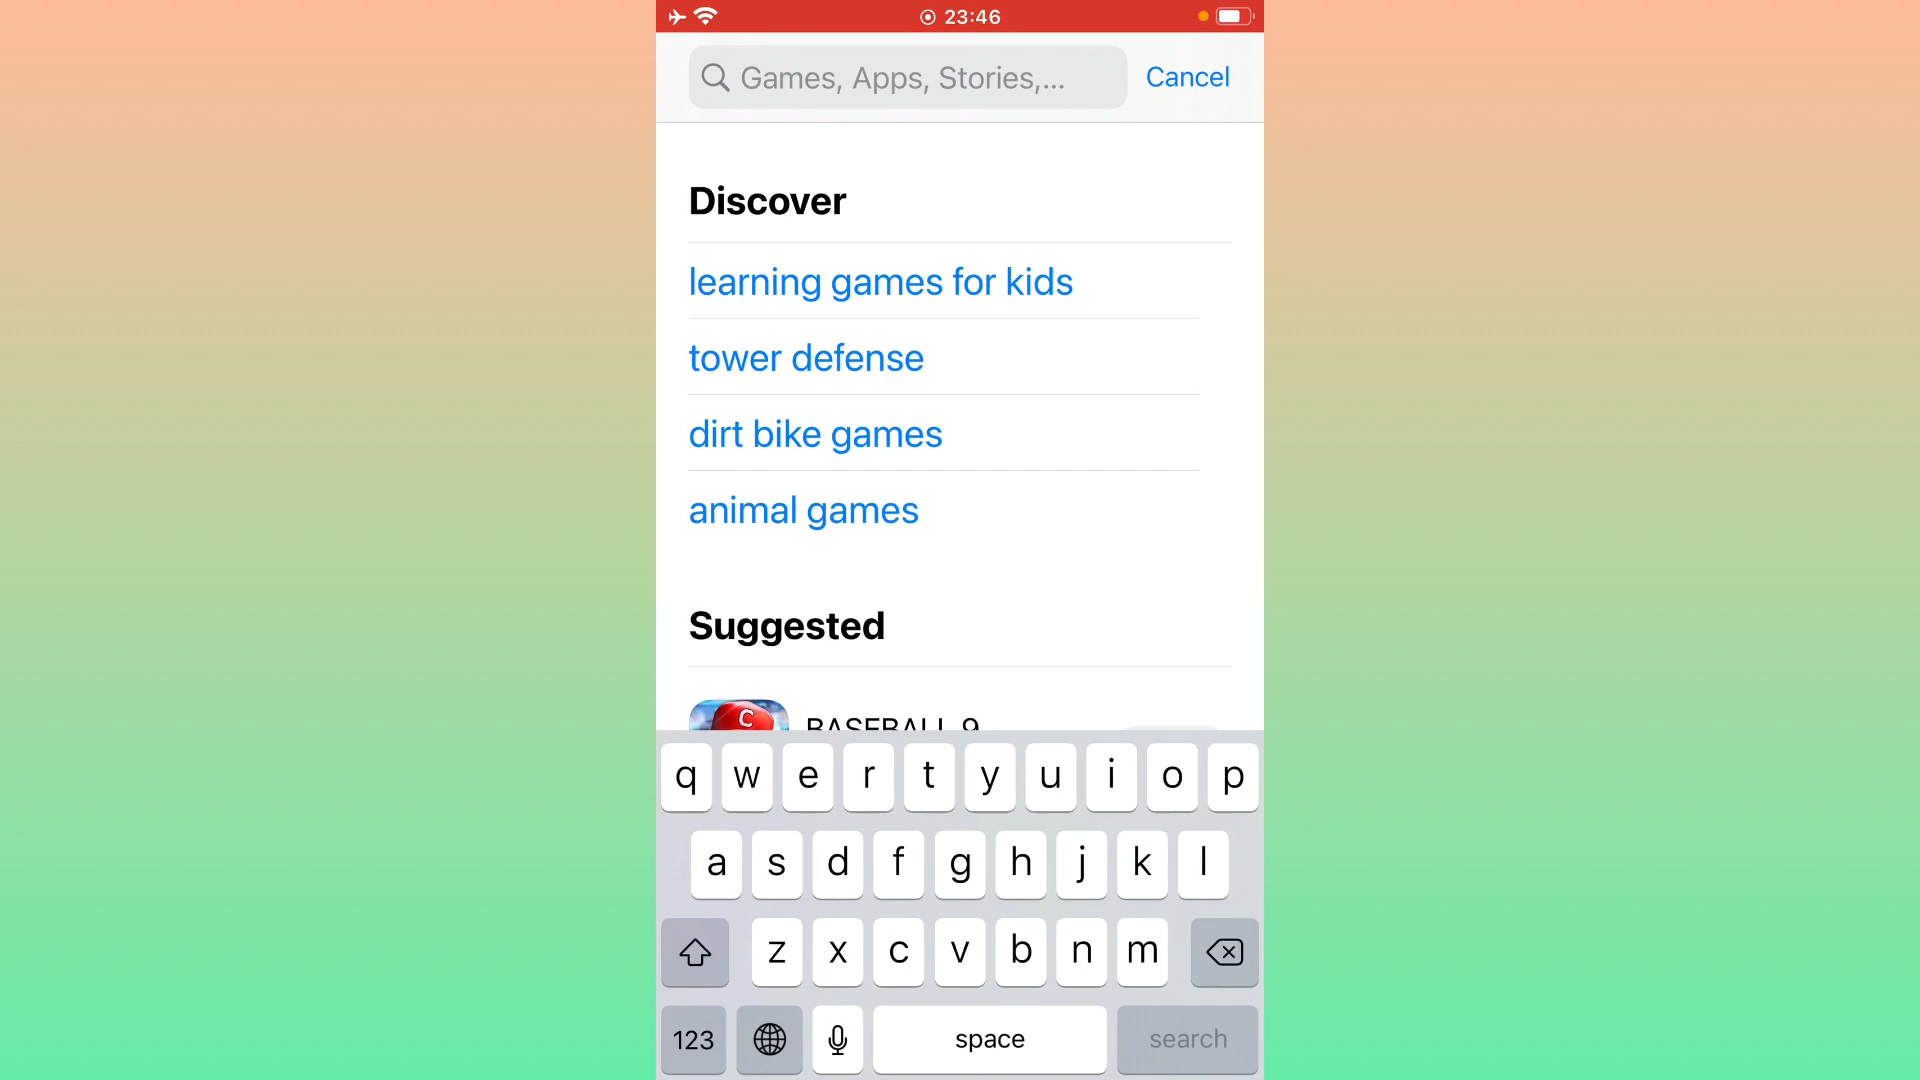 23:46
Games, Apps, Stories,... Cancel
Discover
learning games for kids
tower defense
dirt bike games
animal games
Suggested
C
BASEBALL 9
q w e r t y u i o p
a s d f g h j k l
z x c v b n m
123 space search